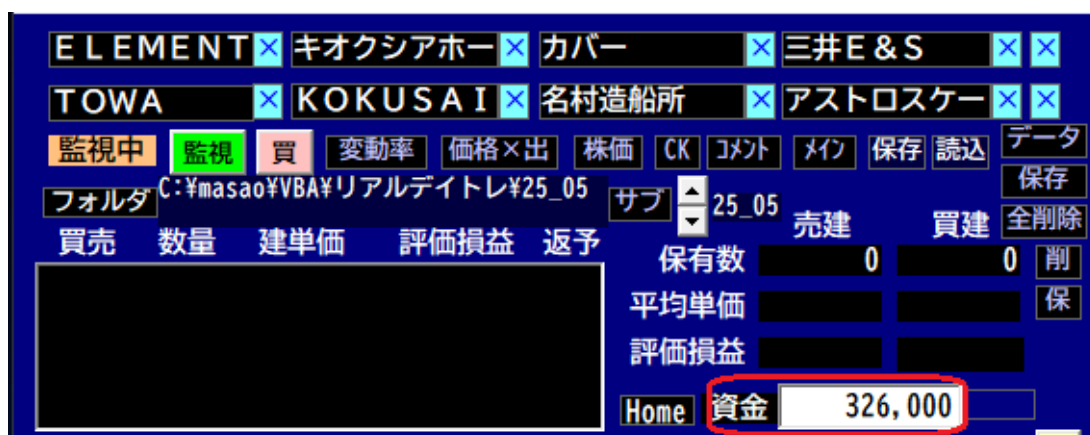 ＥＬＥＭＥＮＴ × キオクシアホー × カバー × 三井Ｅ＆Ｓ × ×
ＴＯＷＡ × ＫＯＫＵＳＡＩ × 名村造船所 × アストロスケー × ×
監視中 監視 買 変動率 価格×出 株価 CK ｺﾒﾝﾄ ﾒｲﾝ 保存 読込 データ
フォルダ C:¥masao¥VBA¥リアルデイトレ¥25_05 サブ 25_05 保存
売建 買建 全削除
買売 数量 建単価 評価損益 返予
保有数 0 0 削
平均単価 保
評価損益
Home 資金 326,000